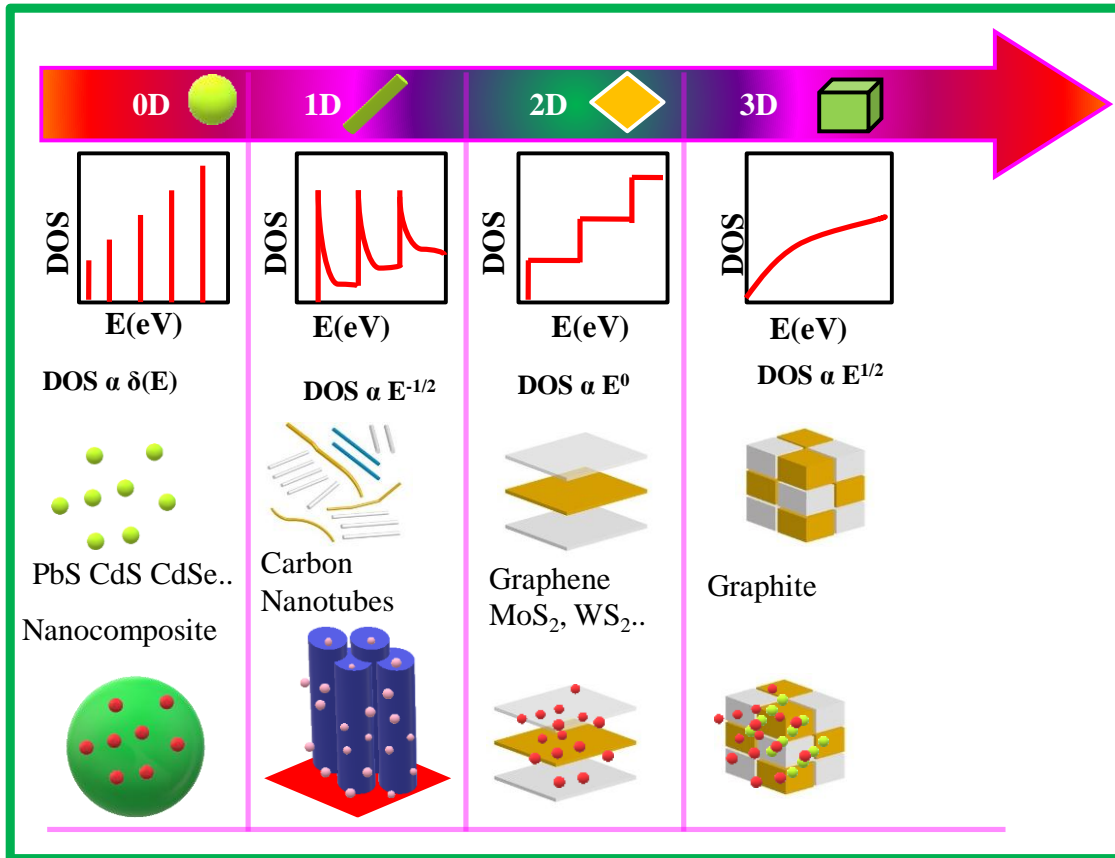 0D
1D
2D
3D
DOS
E(eV)
DOS α δ(E)
DOS
E(eV)
DOS α E⁻¹/²
DOS
E(eV)
DOS α E⁰
DOS
E(eV)
DOS α E¹/²
PbS CdS CdSe..
Carbon
Nanotubes
Graphene
MoS₂, WS₂..
Graphite
Nanocomposite